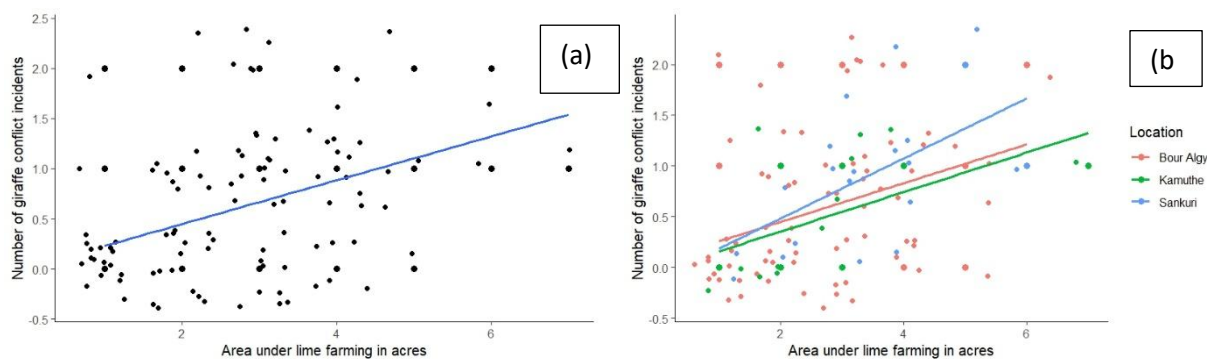 2.5
2.0
1.5
1.0
0.5
0.0
-0.5
Number of giraffe conflict incidents
2
4
6
Area under lime farming in acres
(a)
2.5
2.0
1.5
1.0
0.5
0.0
-0.5
Number of giraffe conflict incidents
2
4
6
Area under lime farming in acres
(b
Location
Bour Algy
Kamuthe
Sankuri